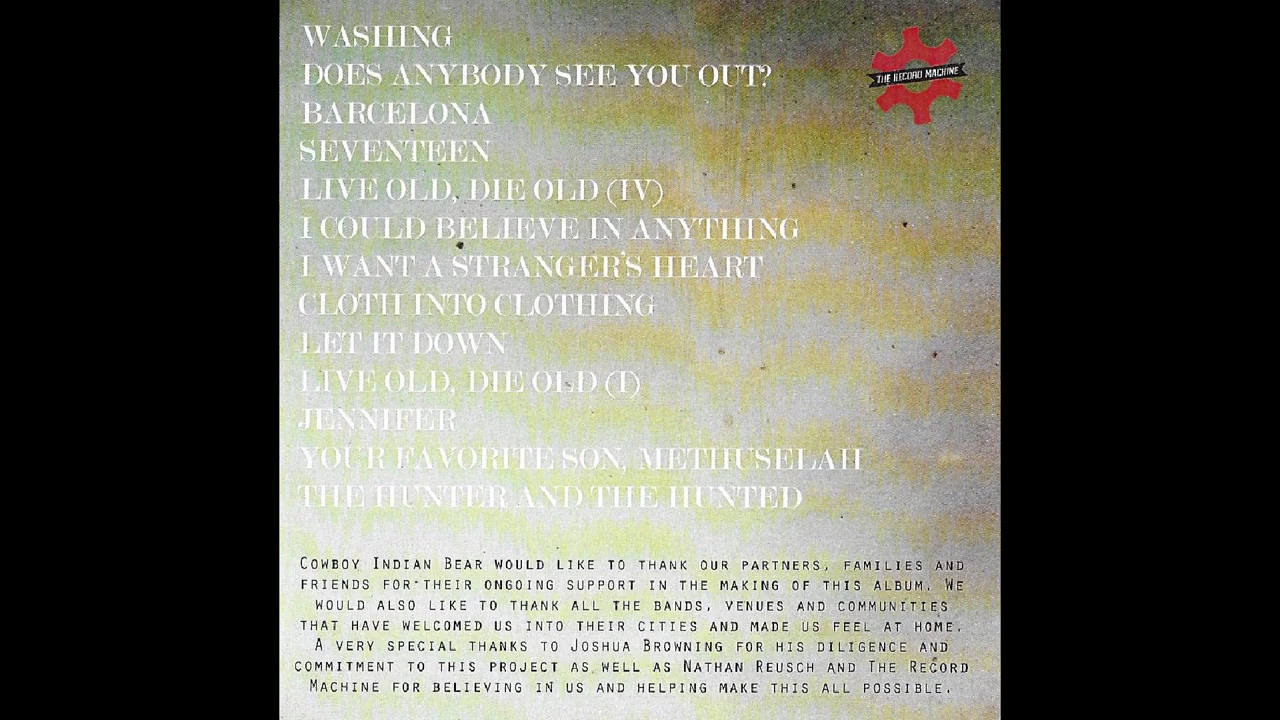 WASHING
DOES ANYBODY SEE YOU OUT?
BARCELONA
SEVENTEEN
LIVE OLD, DIE OLD (IV)
I COULD BELIEVE IN ANYTHING
I WANT A STRANGER'S HEART
CLOTH INTO CLOTHING
LET IT DOWN
LIVE OLD, DIE OLD (I)
JENNIFER
YOUR FAVORITE SON, METHUSELAH
THE HUNTER AND THE HUNTED
THE RECORD MACHINE
COWBOY INDIAN BEAR WOULD LIKE TO THANK OUR PARTNERS, FAMILIES AND
FRIENDS FOR THEIR ONGOING SUPPORT IN THE MAKING OF THIS ALBUM. WE
WOULD ALSO LIKE TO THANK ALL THE BANDS, VENUES AND COMMUNITIES
THAT HAVE WELCOMED US INTO THEIR CITIES AND MADE US FEEL AT HOME.
A VERY SPECIAL THANKS TO JOSHUA BROWNING FOR HIS DILIGENCE AND
COMMITMENT TO THIS PROJECT AS WELL AS NATHAN REUSCH AND THE RECORD
MACHINE FOR BELIEVING IN US AND HELPING MAKE THIS ALL POSSIBLE.